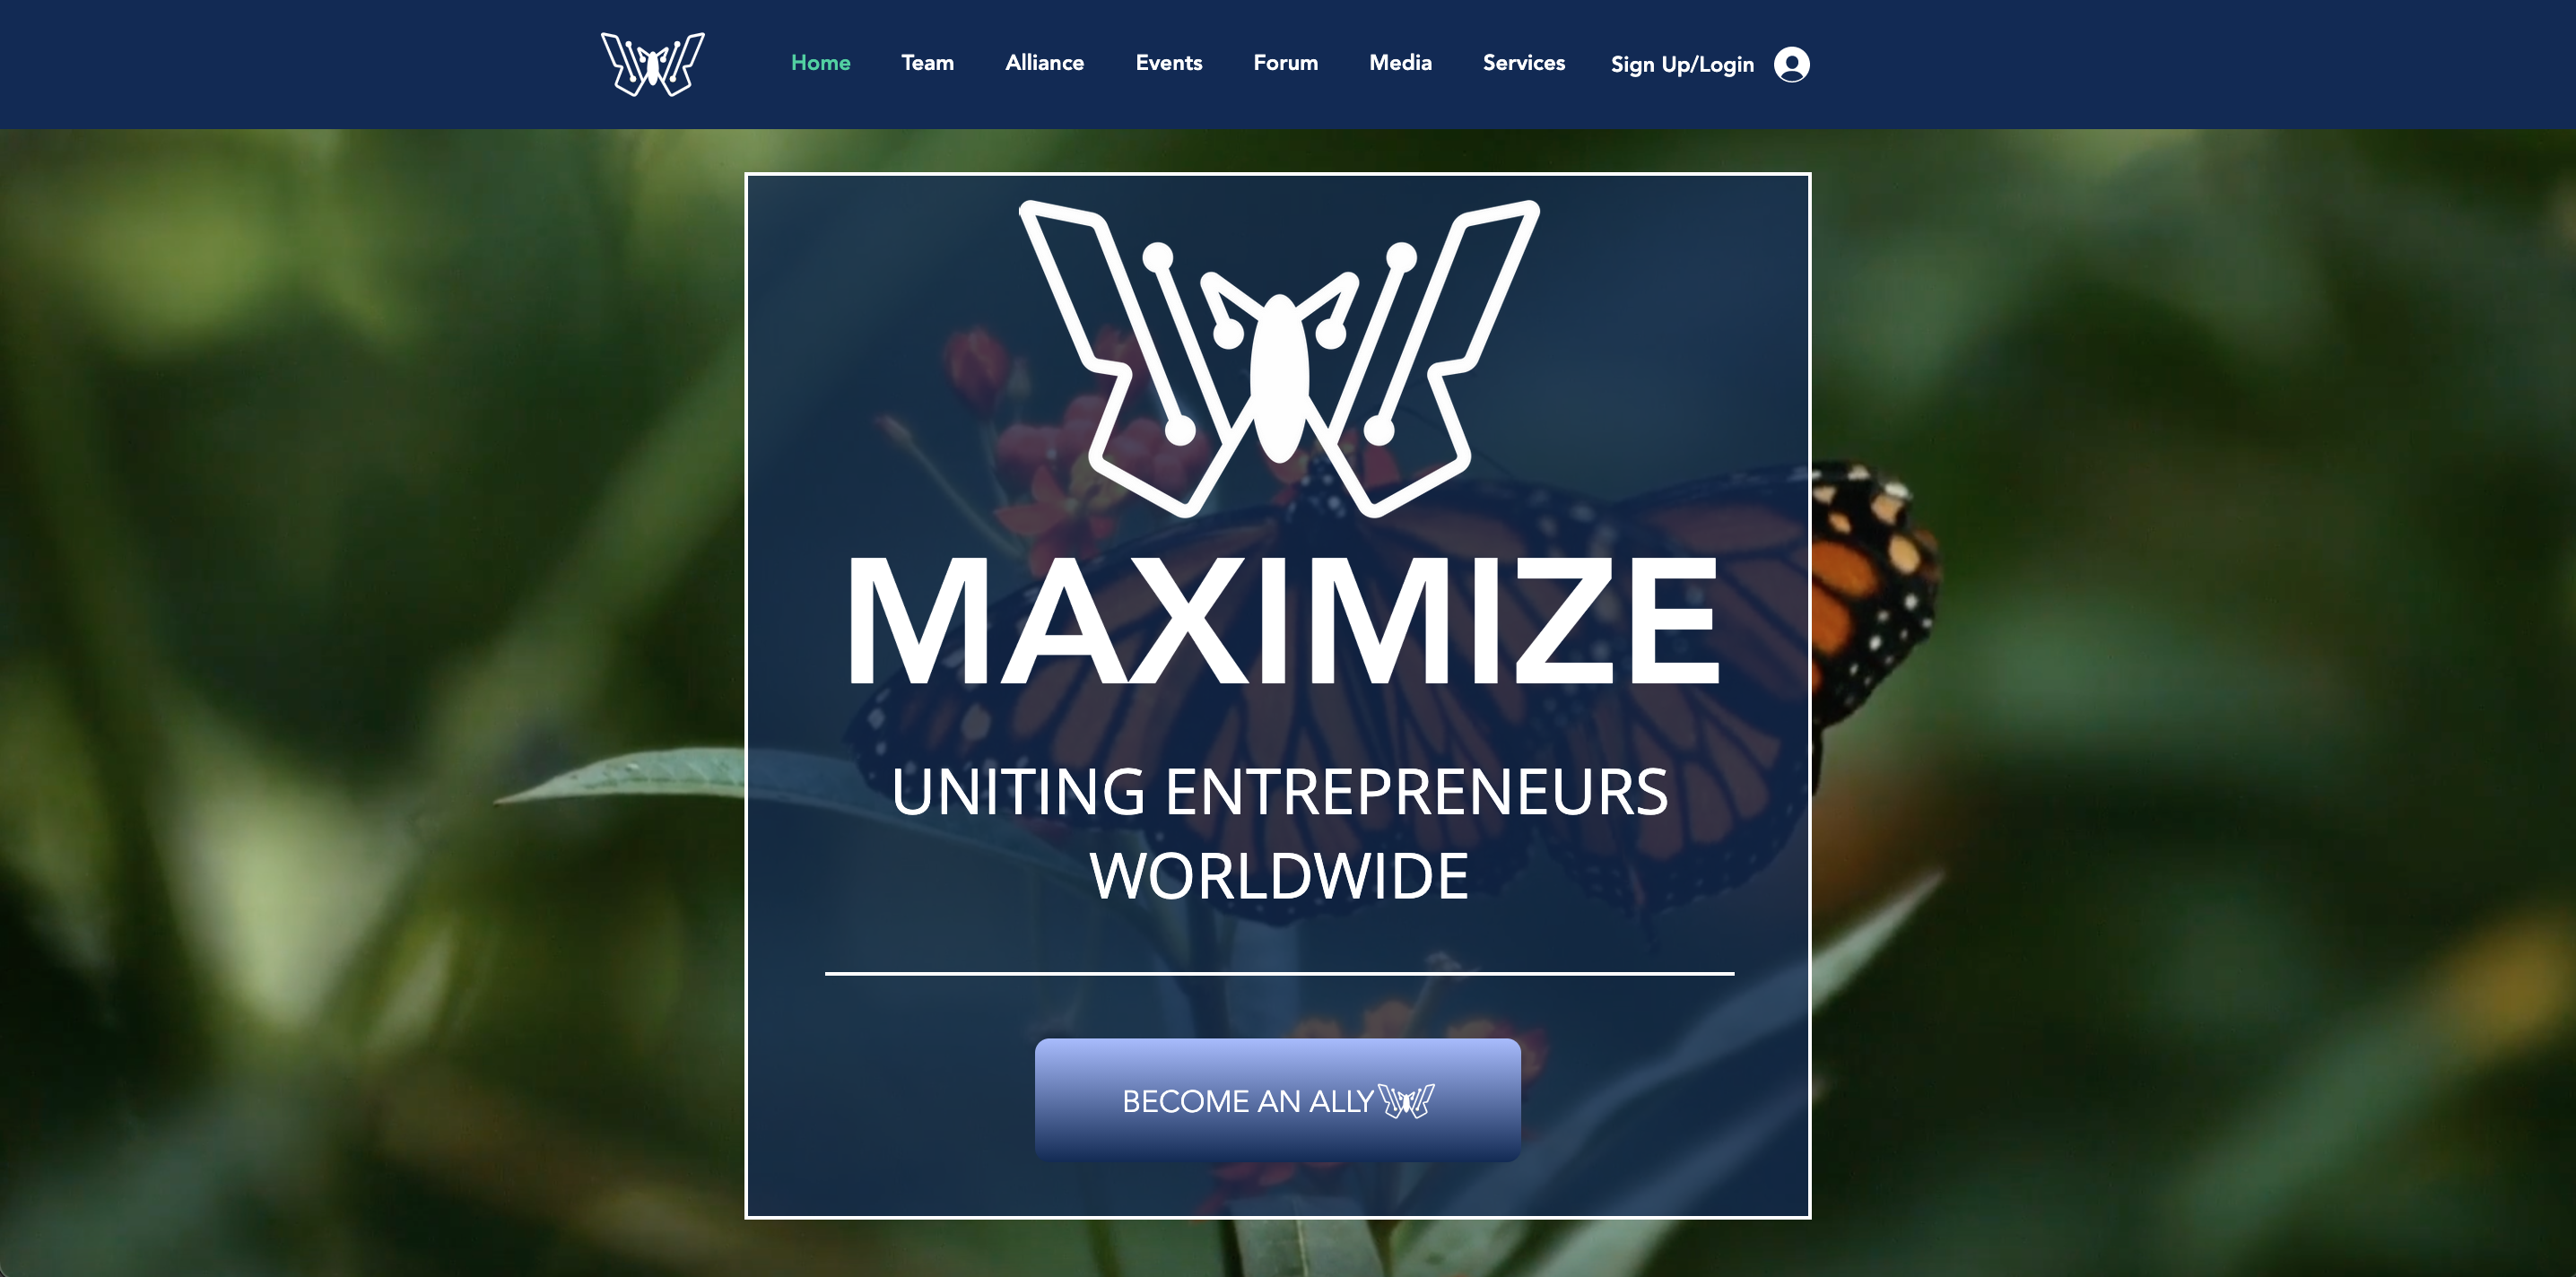 Home Team Alliance Events Forum Media Services Sign Up/Login
MAXIMIZE
UNITING ENTREPRENEURS
WORLDWIDE
BECOME AN ALLY